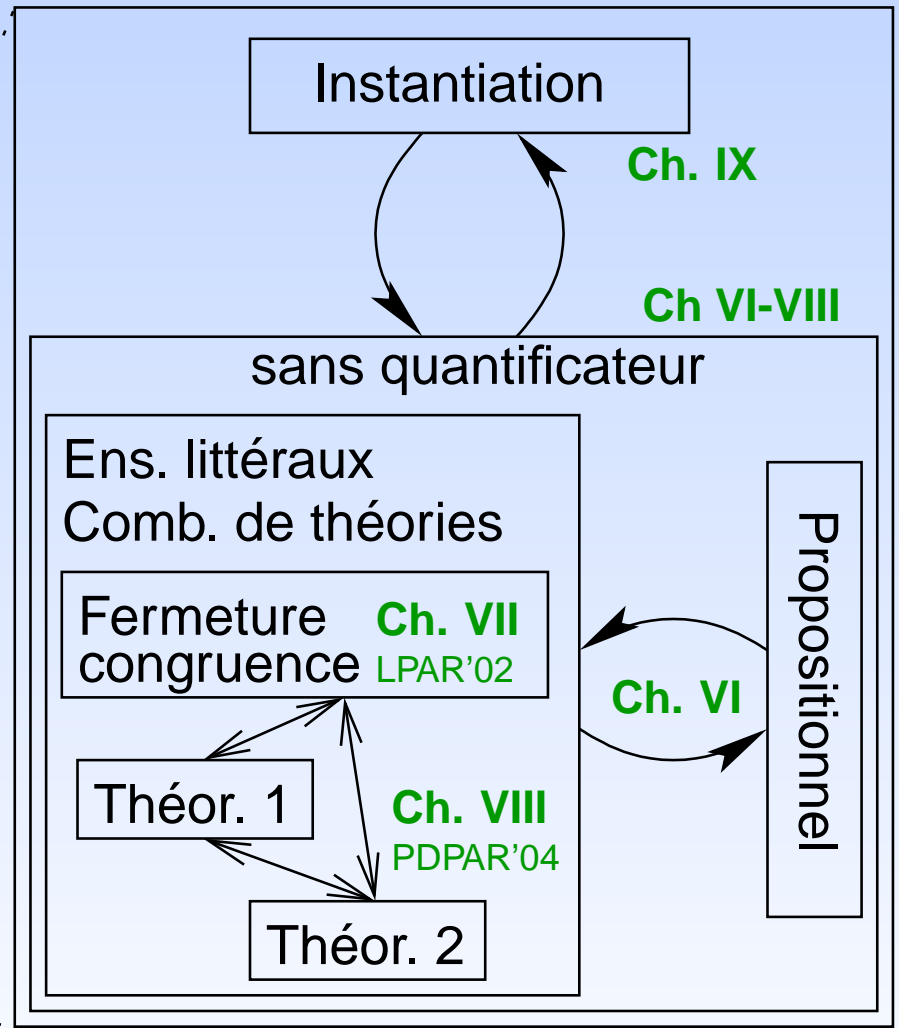 Instantiation
Ch. IX
Ch VI-VIII
sans quantificateur
Ens. littéraux
Comb. de théories
Fermeture Ch. VII
congruence LPAR’02
Ch. VI
Propositionnel
Théor. 1
Ch. VIII
PDPAR’04
Théor. 2